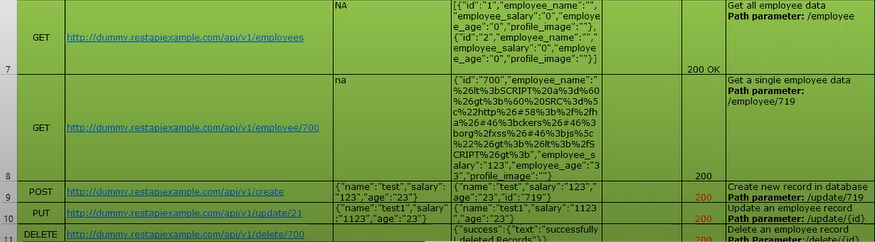 NA
[{"id":"1","employee_name":""
,"employee_salary":"0","employe
e_age":"0","profile_image":""},
{"id":"2","employee_name":"","
employee_salary":"0","employe
e_age":"0","profile_image":""}]
Get all employee data
Path parameter: /employee
GET
http://dummy.restapiexample.com/api/v1/employees
7
200 OK
na
{"id":"700","employee_name":"
%26lt%3bSCRIPT%20a%3d%60
%26gt%3b%60%20SRC%3d%5
c%22http%26#58%3b%2f%2fh
a%26#46%3bckers%26#46%3
borg%2fxss%26#46%3bjs%5c%
%22%26gt%3b%26lt%3b%2fS
CRIPT%26gt%3b","employee_s
alary":"123","employee_age":"3
3","profile_image":""}
Get a single employee data
Path parameter:
/employee/719
GET
http://dummy.restapiexample.com/api/v1/employee/700
8
200
POST
http://dummy.restapiexample.com/api/v1/create
{"name":"test","salary":
"123","age":"23"}
{"name":"test","salary":"123",
"age":"23","id":"719"}
9
200
Create new record in database
Path parameter: /update/719
PUT
http://dummy.restapiexample.com/api/v1/update/21
{"name":"test1","salary"
:"1123","age":"23"}
{"name":"test1","salary":"1123
","age":"23"}
10
200
Update an employee record
Path parameter: /update/{id}
DELETE
http://dummy.restapiexample.com/api/v1/delete/700
{"success":{"text":"successfully
! deleted Records"}}
11
200
Delete an employee record
Path parameter: /delete/{id}